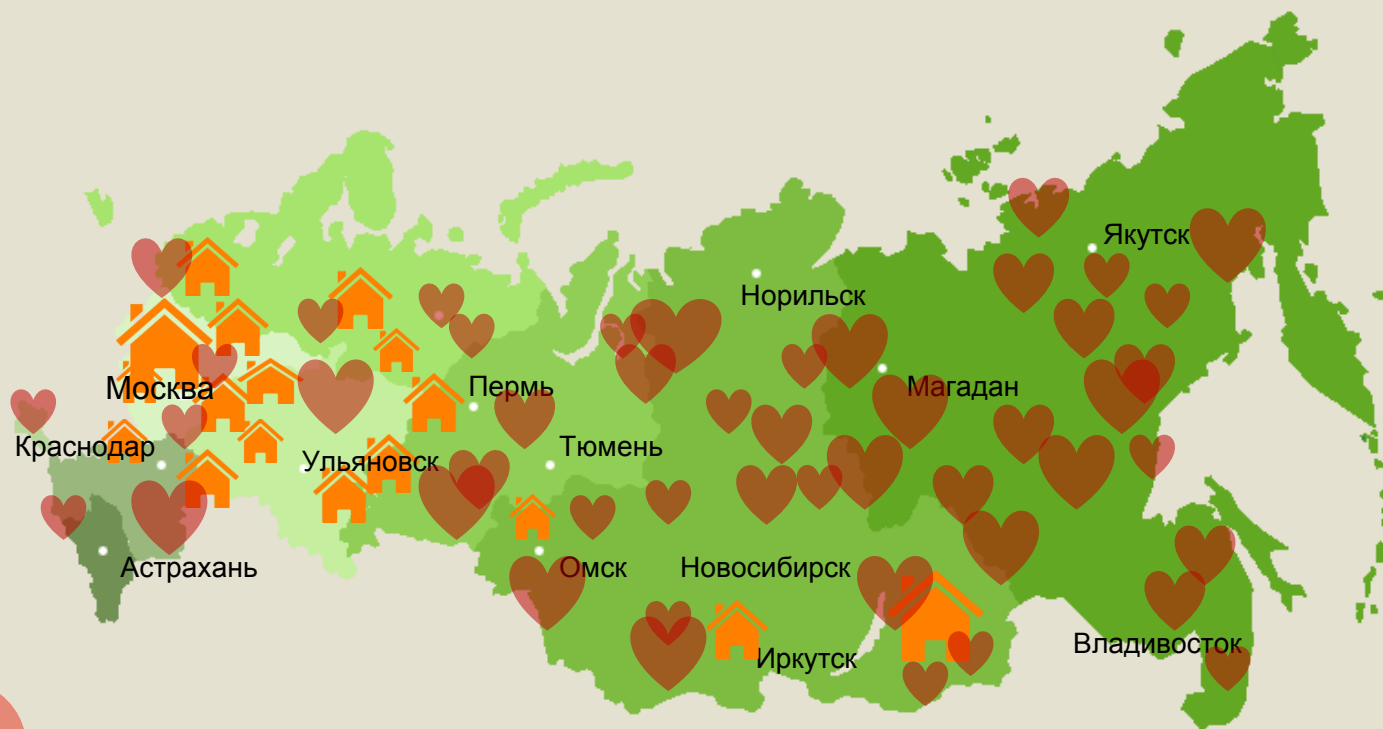 Якутск
Норильск
Москва
Пермь
Магадан
Краснодар
Ульяновск
Тюмень
Астрахань
Омск
Новосибирск
Владивосток
Иркутск